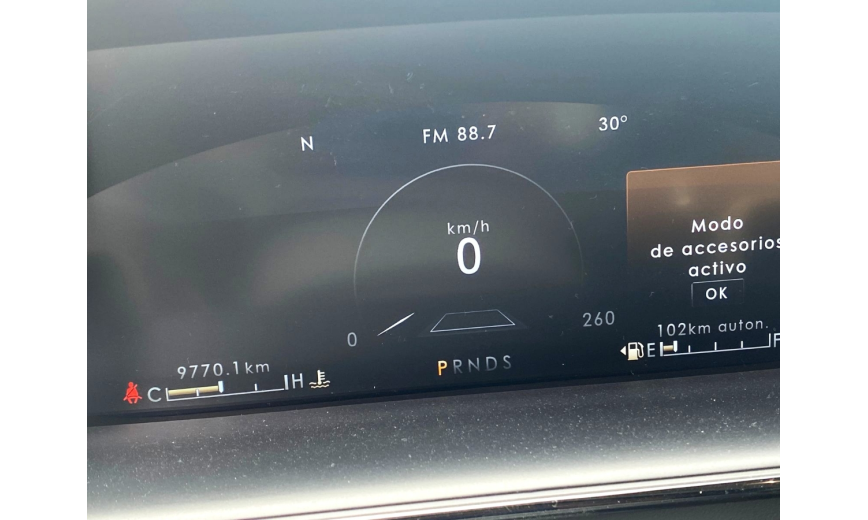 N
FM 88.7
30°
km/h
0
Modo
de accesorios
activo
OK
0
260
102km auton.
E
F
9770.1km
C
H
PRNDS